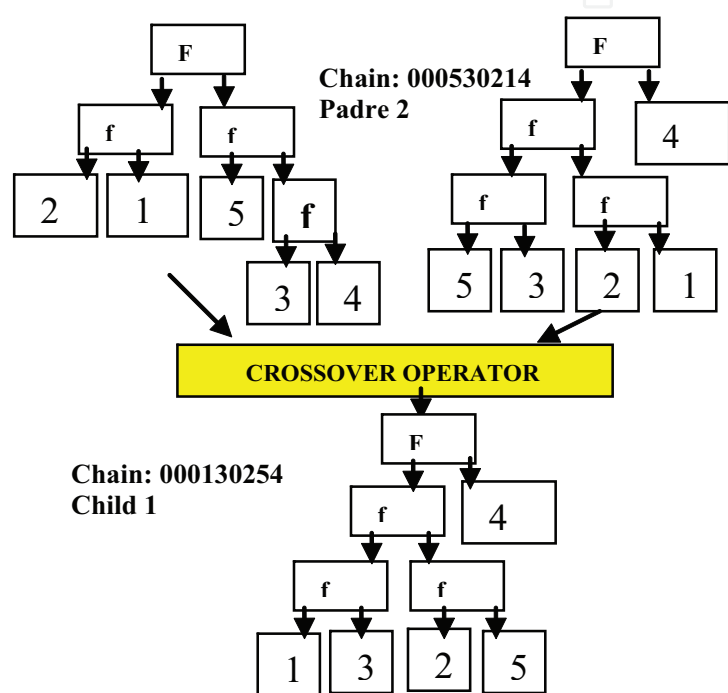 F
f
f
2
1
5
f
3
4
Chain: 000530214
Padre 2
F
f
4
f
f
5
3
2
1
CROSSOVER OPERATOR
Chain: 000130254
Child 1
F
f
4
f
f
1
3
2
5